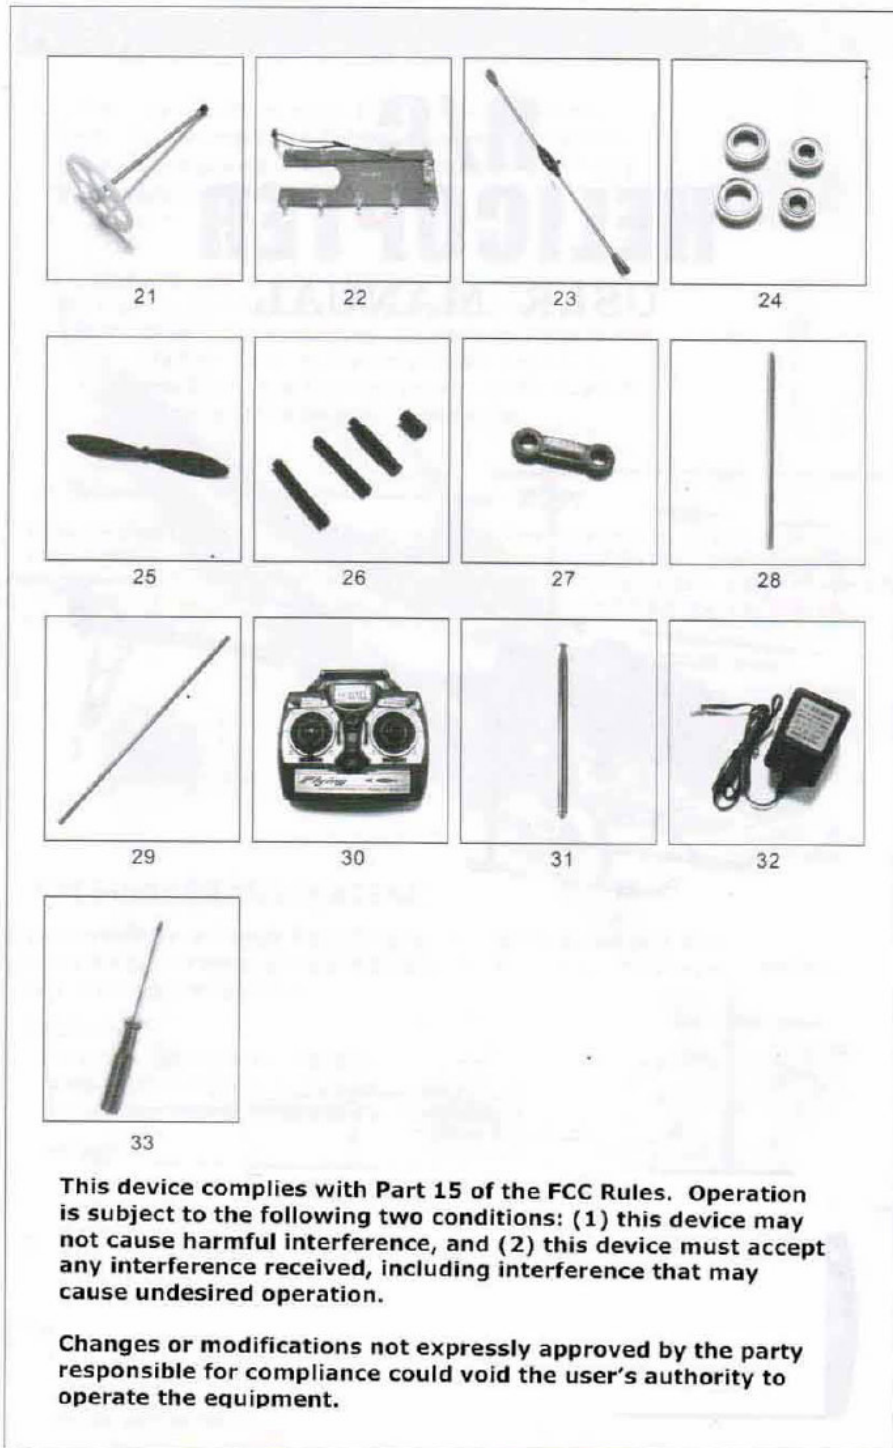 21 22 23 24
25 26 27 28
29 30 31 32
33
This device complies with Part 15 of the FCC Rules. Operation
is subject to the following two conditions: (1) this device may
not cause harmful interference, and (2) this device must accept
any interference received, including interference that may
cause undesired operation.
Changes or modifications not expressly approved by the party
responsible for compliance could void the user's authority to
operate the equipment.